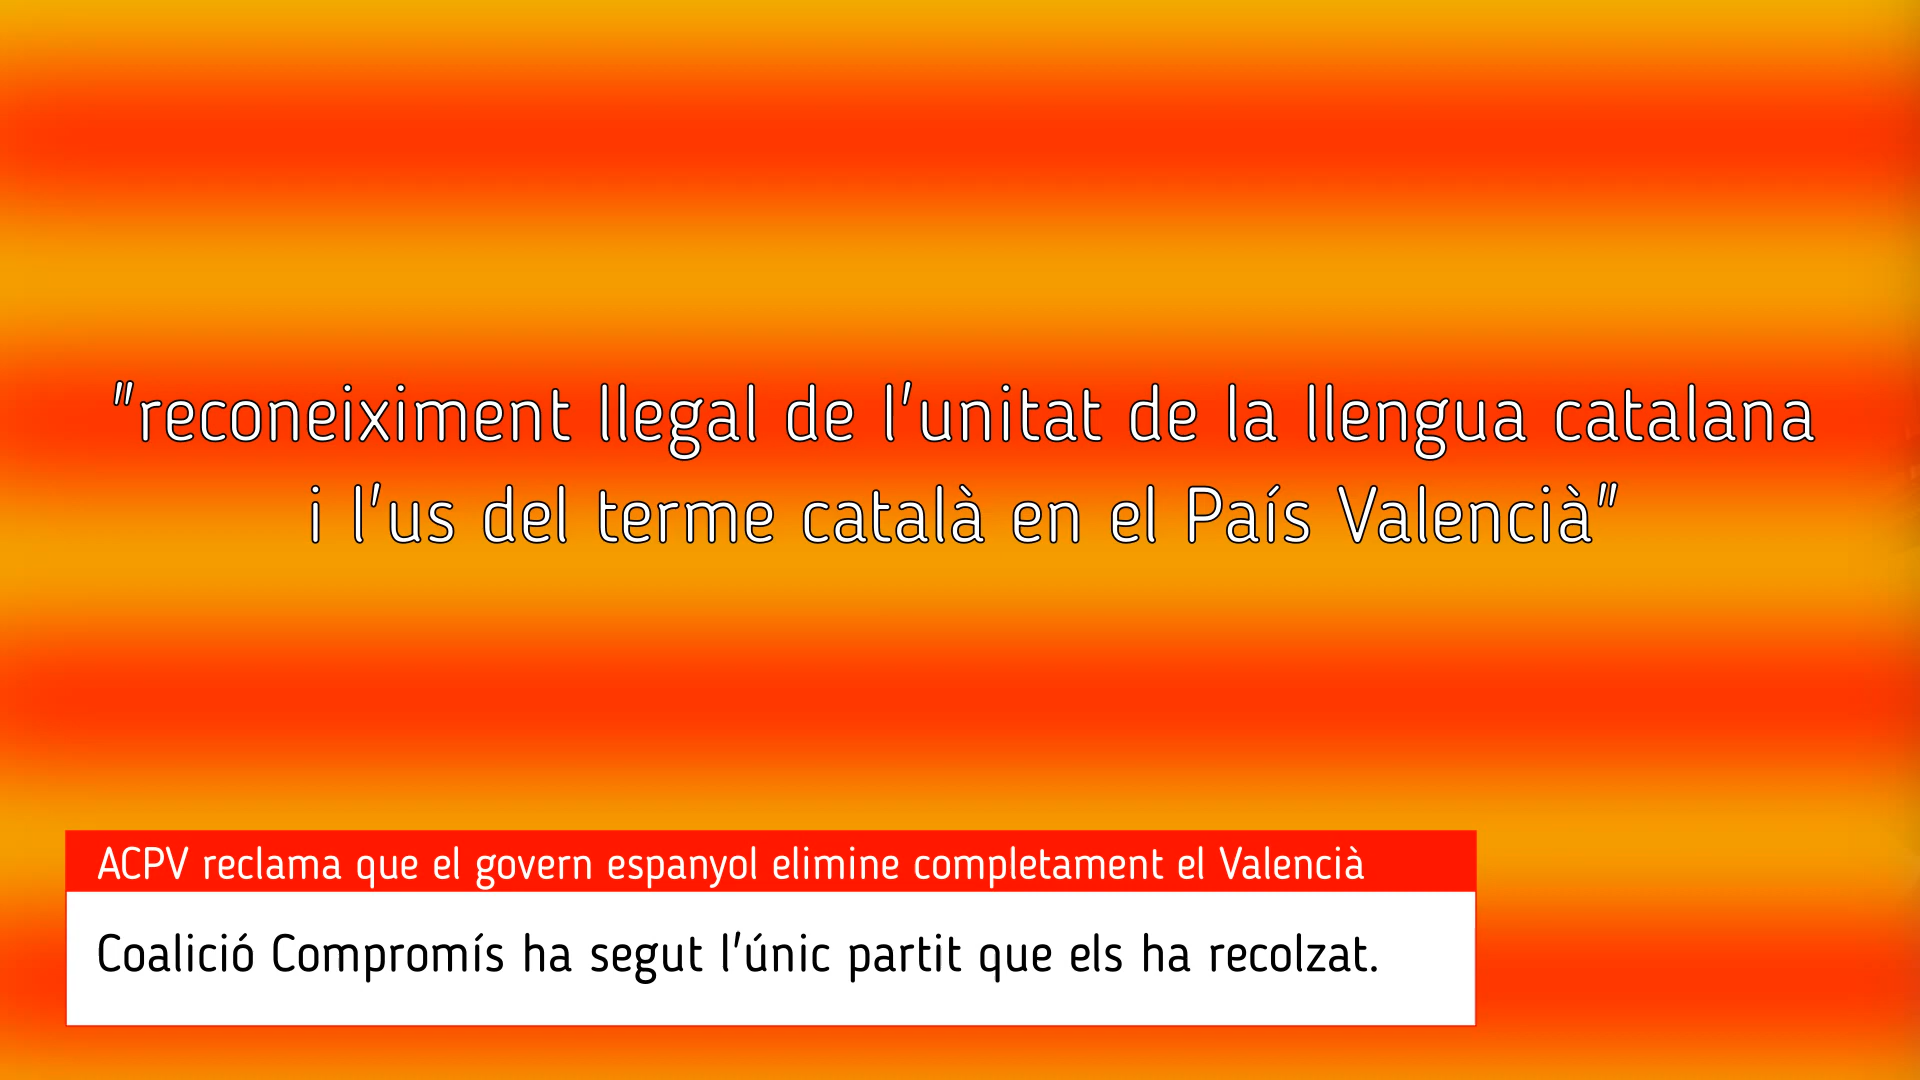 "reconeiximent llegal de l'unitat de la llengua catalana
i l'us del terme català en el País Valencià"
ACPV reclama que el govern espanyol elimine completament el Valencià
Coalició Compromís ha segut l'únic partit que els ha recolzat.